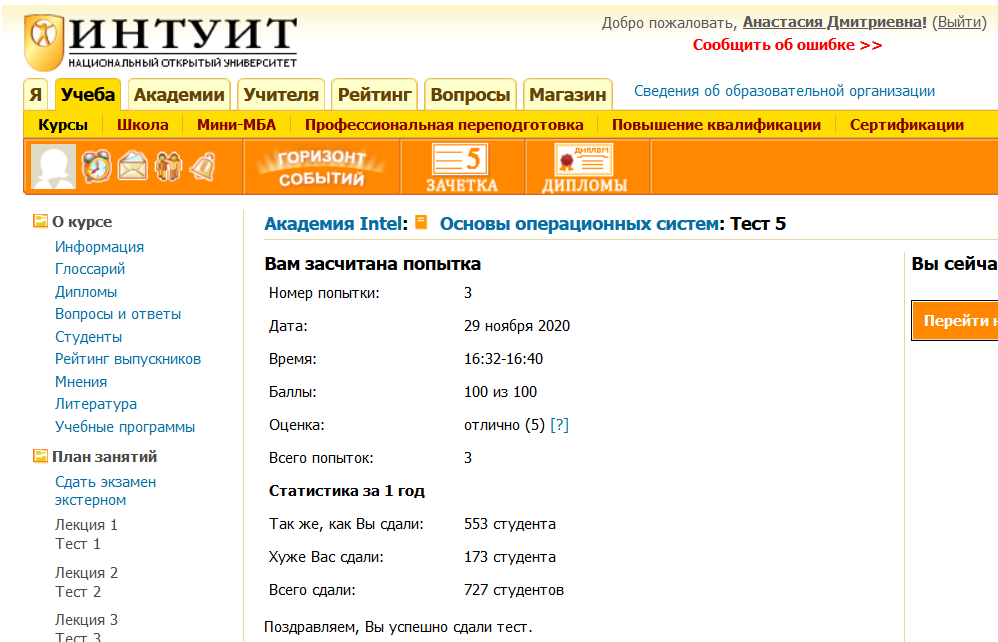 ИНТУИТ
НАЦИОНАЛЬНЫЙ ОТКРЫТЫЙ УНИВЕРСИТЕТ
Добро пожаловать, Анастасия Дмитриевна! (Выйти)
Сообщить об ошибке >>
Я Учеба Академии Учителя Рейтинг Вопросы Магазин Сведения об образовательной организации
Курсы Школа Мини-МБА Профессиональная переподготовка Повышение квалификации Сертификации
ГОРИЗОНТ
СОБЫТИЙ
5
ЗАЧЕТКА
ДИПЛОМ
ДИПЛОМЫ
О курсе
Информация
Глоссарий
Дипломы
Вопросы и ответы
Студенты
Рейтинг выпускников
Мнения
Литература
Учебные программы
План занятий
Сдать экзамен
экстерном
Лекция 1
Тест 1
Лекция 2
Тест 2
Лекция 3
Тест 3
Академия Intel: Основы операционных систем: Тест 5
Вам засчитана попытка
Номер попытки: 3
Дата: 29 ноября 2020
Время: 16:32-16:40
Баллы: 100 из 100
Оценка: отлично (5) [?]
Всего попыток: 3
Статистика за 1 год
Так же, как Вы сдали: 553 студента
Хуже Вас сдали: 173 студента
Всего сдали: 727 студентов
Поздравляем, Вы успешно сдали тест.
Вы сейча
Перейти н